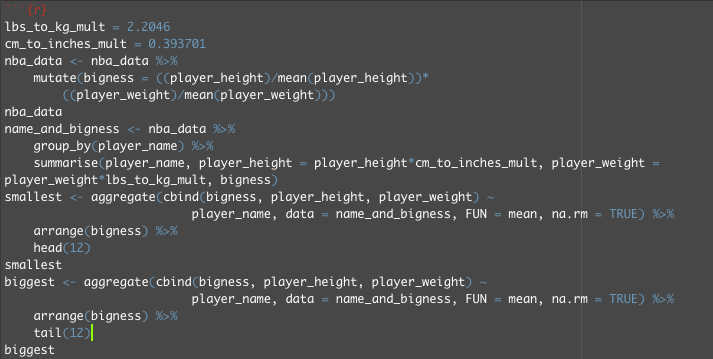 ```{r}
lbs_to_kg_mult = 2.2046
cm_to_inches_mult = 0.393701
nba_data <- nba_data %>%
    mutate(bigness = ((player_height)/mean(player_height))*
        ((player_weight)/mean(player_weight)))
nba_data
name_and_bigness <- nba_data %>%
    group_by(player_name) %>%
    summarise(player_name, player_height = player_height*cm_to_inches_mult, player_weight =
player_weight*lbs_to_kg_mult, bigness)
smallest <- aggregate(cbind(bigness, player_height, player_weight) ~
                          player_name, data = name_and_bigness, FUN = mean, na.rm = TRUE) %>%
    arrange(bigness) %>%
    head(12)
smallest
biggest <- aggregate(cbind(bigness, player_height, player_weight) ~
                          player_name, data = name_and_bigness, FUN = mean, na.rm = TRUE) %>%
    arrange(bigness) %>%
    tail(12)
biggest